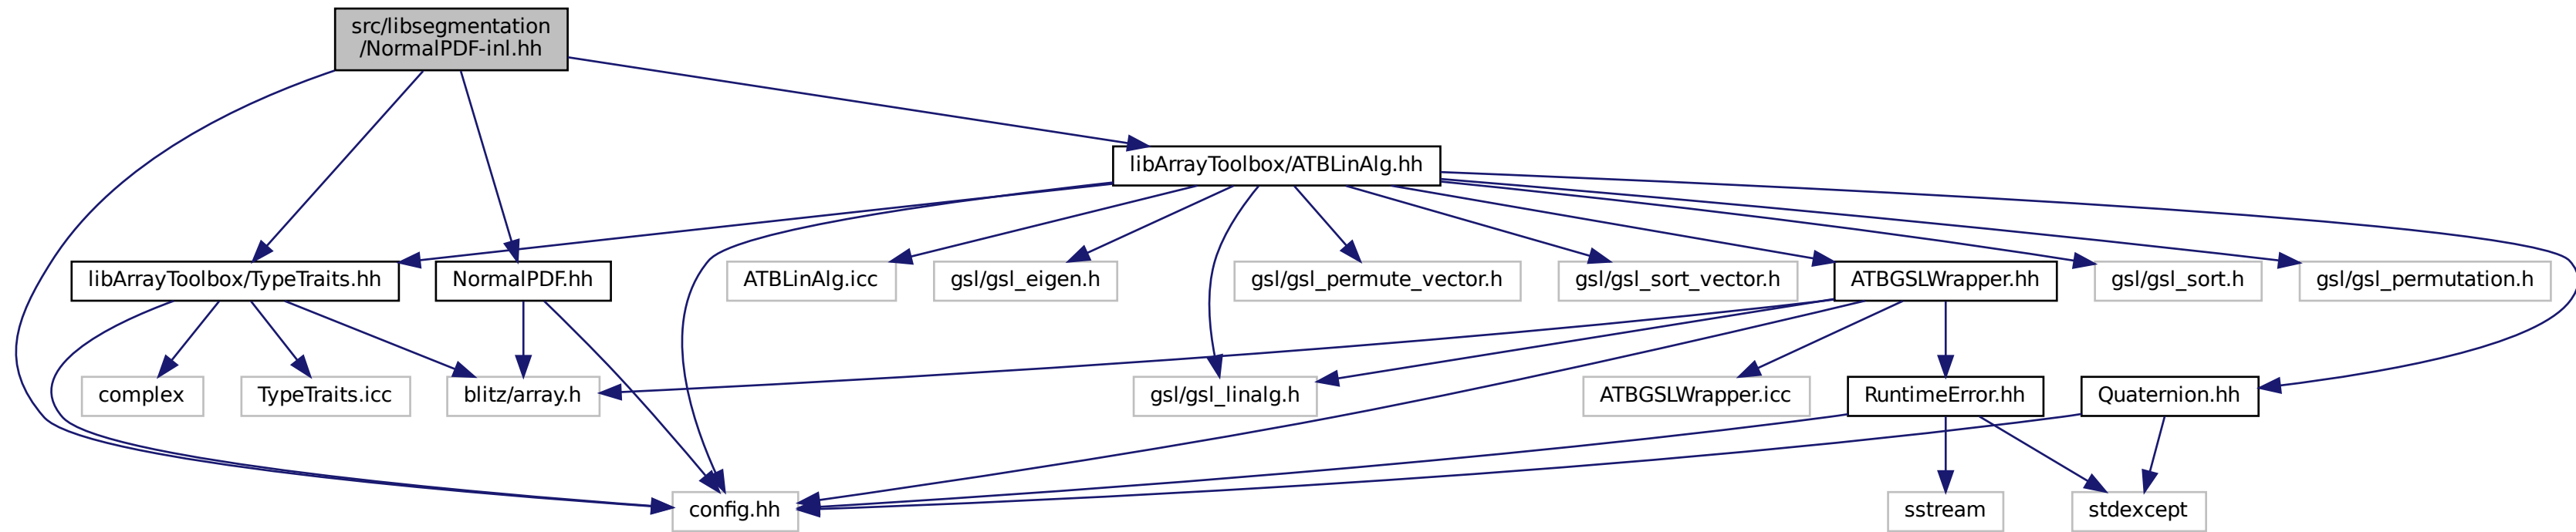 src/libsegmentation
/NormalPDF-inl.hh
libArrayToolbox/ATBLinAlg.hh
libArrayToolbox/TypeTraits.hh
NormalPDF.hh
ATBLinAlg.icc
gsl/gsl_eigen.h
gsl/gsl_permute_vector.h
gsl/gsl_sort_vector.h
ATBGSLWrapper.hh
gsl/gsl_sort.h
gsl/gsl_permutation.h
complex
TypeTraits.icc
blitz/array.h
gsl/gsl_linalg.h
ATBGSLWrapper.icc
RuntimeError.hh
Quaternion.hh
config.hh
sstream
stdexcept